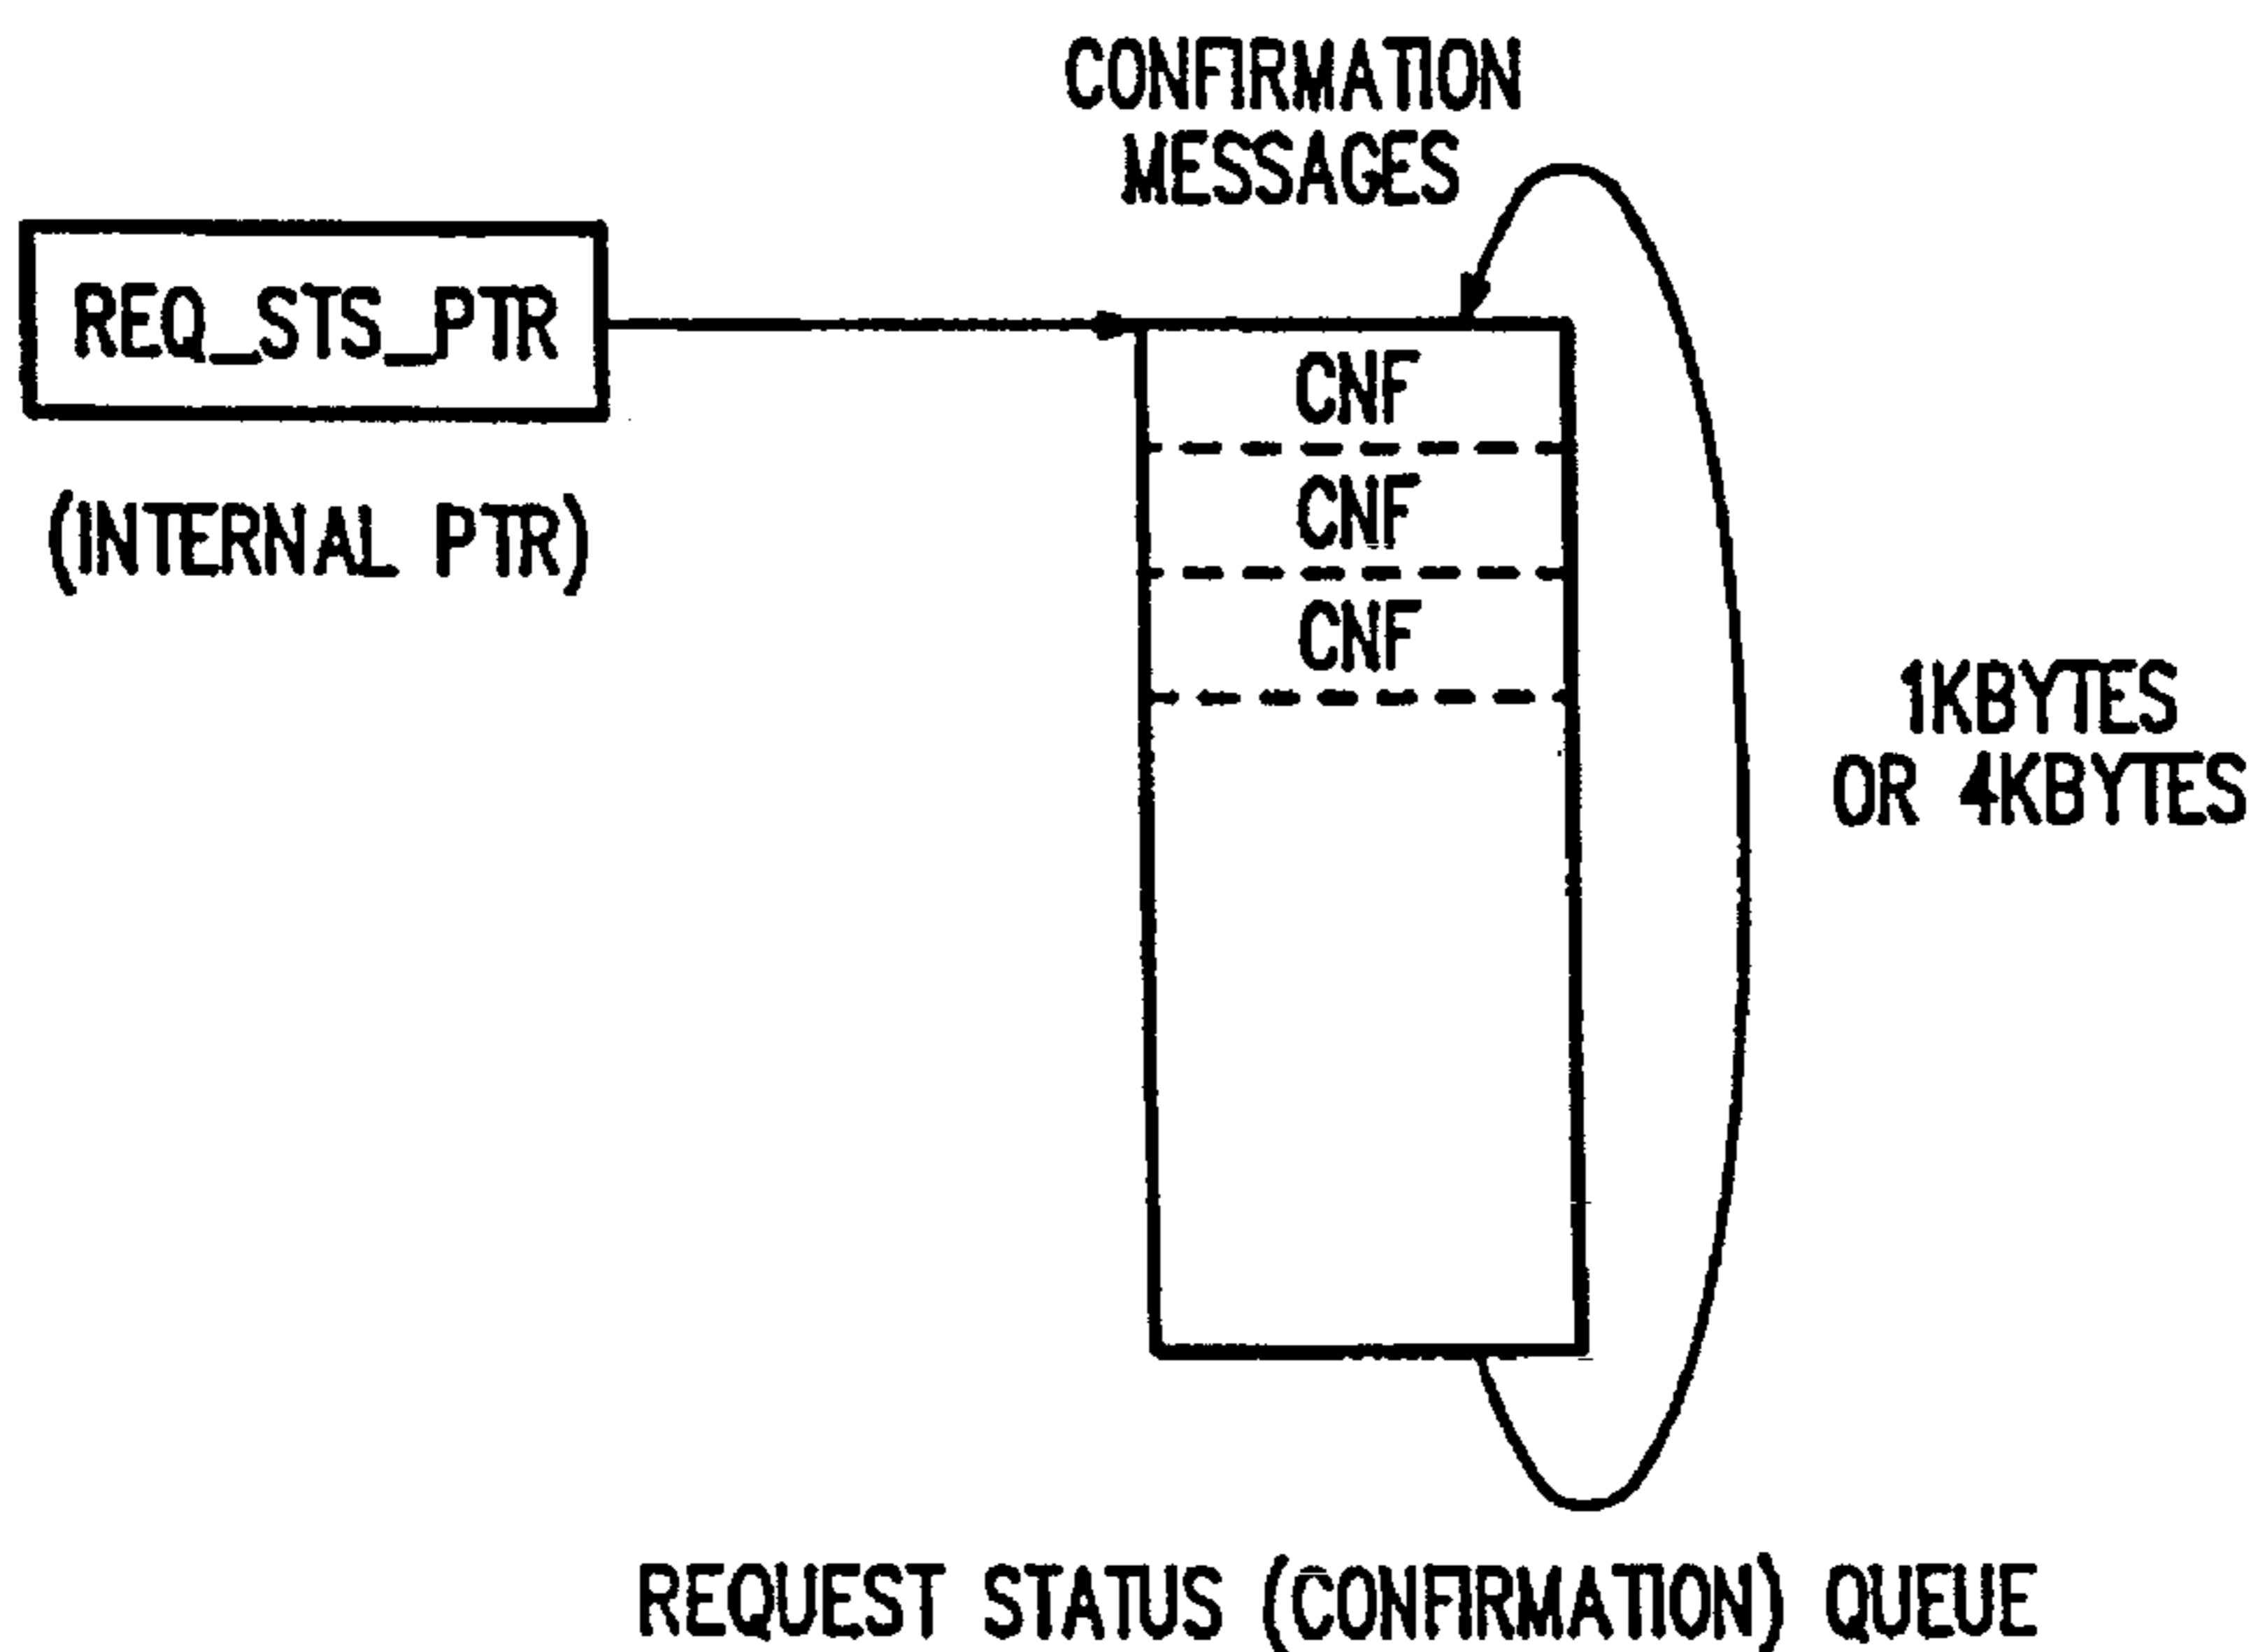 CONFIRMATION
MESSAGES
REQ_STS_PTR
(INTERNAL PTR)
CNF
CNF
CNF
1KBYTES
OR 4KBYTES
REQUEST STATUS (CONFIRMATION) QUEUE